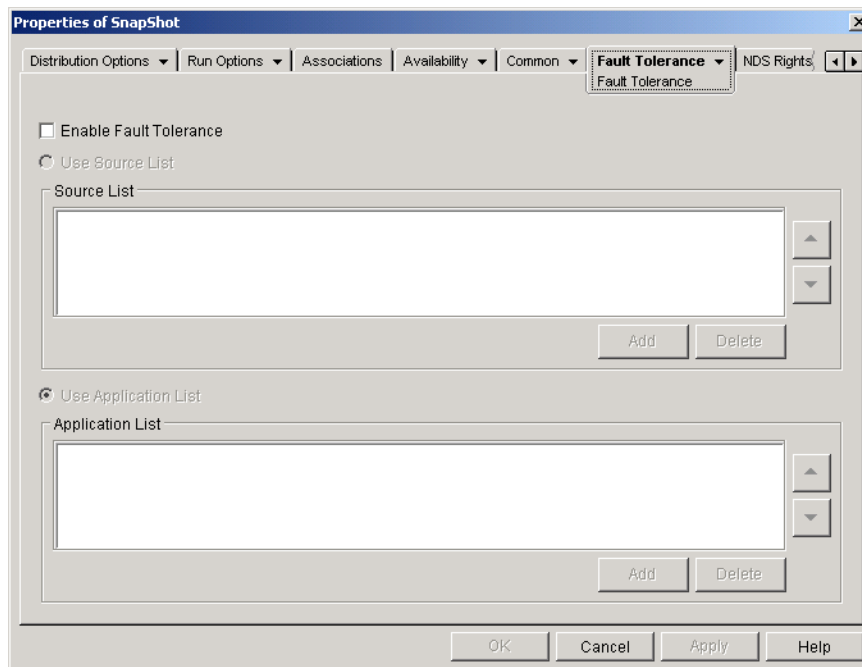 Properties of SnapShot
Distribution Options Run Options Associations Availability Common Fault Tolerance NDS Rights
Fault Tolerance
Enable Fault Tolerance
Use Source List
Source List
Add Delete
Use Application List
Application List
Add Delete
OK Cancel Apply Help